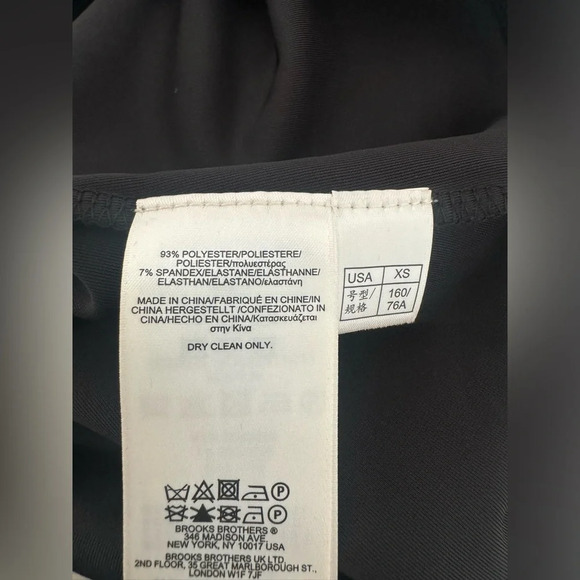 93% POLYESTER/POLIESTERE/
POLIESTER/πολυεστέρας
7% SPANDEX/ELASTANE/ELASTHANNE/
ELASTHAN/ELASTANO/ελαστάνη
MADE IN CHINA/FABRIQUÉ EN CHINE/IN
CHINA HERGESTELLT /CONFEZIONATO IN
CINA/HECHO EN CHINA/Κατασκευάζεται
στην Κίνα
DRY CLEAN ONLY.
BROOKS BROTHERS ®
346 MADISON AVE.
NEW YORK, NY 10017 USA
BROOKS BROTHERS UK LTD.
2ND FLOOR, 35 GREAT MARLBOROUGH ST.,
LONDON W1F 7JF
USA XS
号型/ 160/
规格 76A